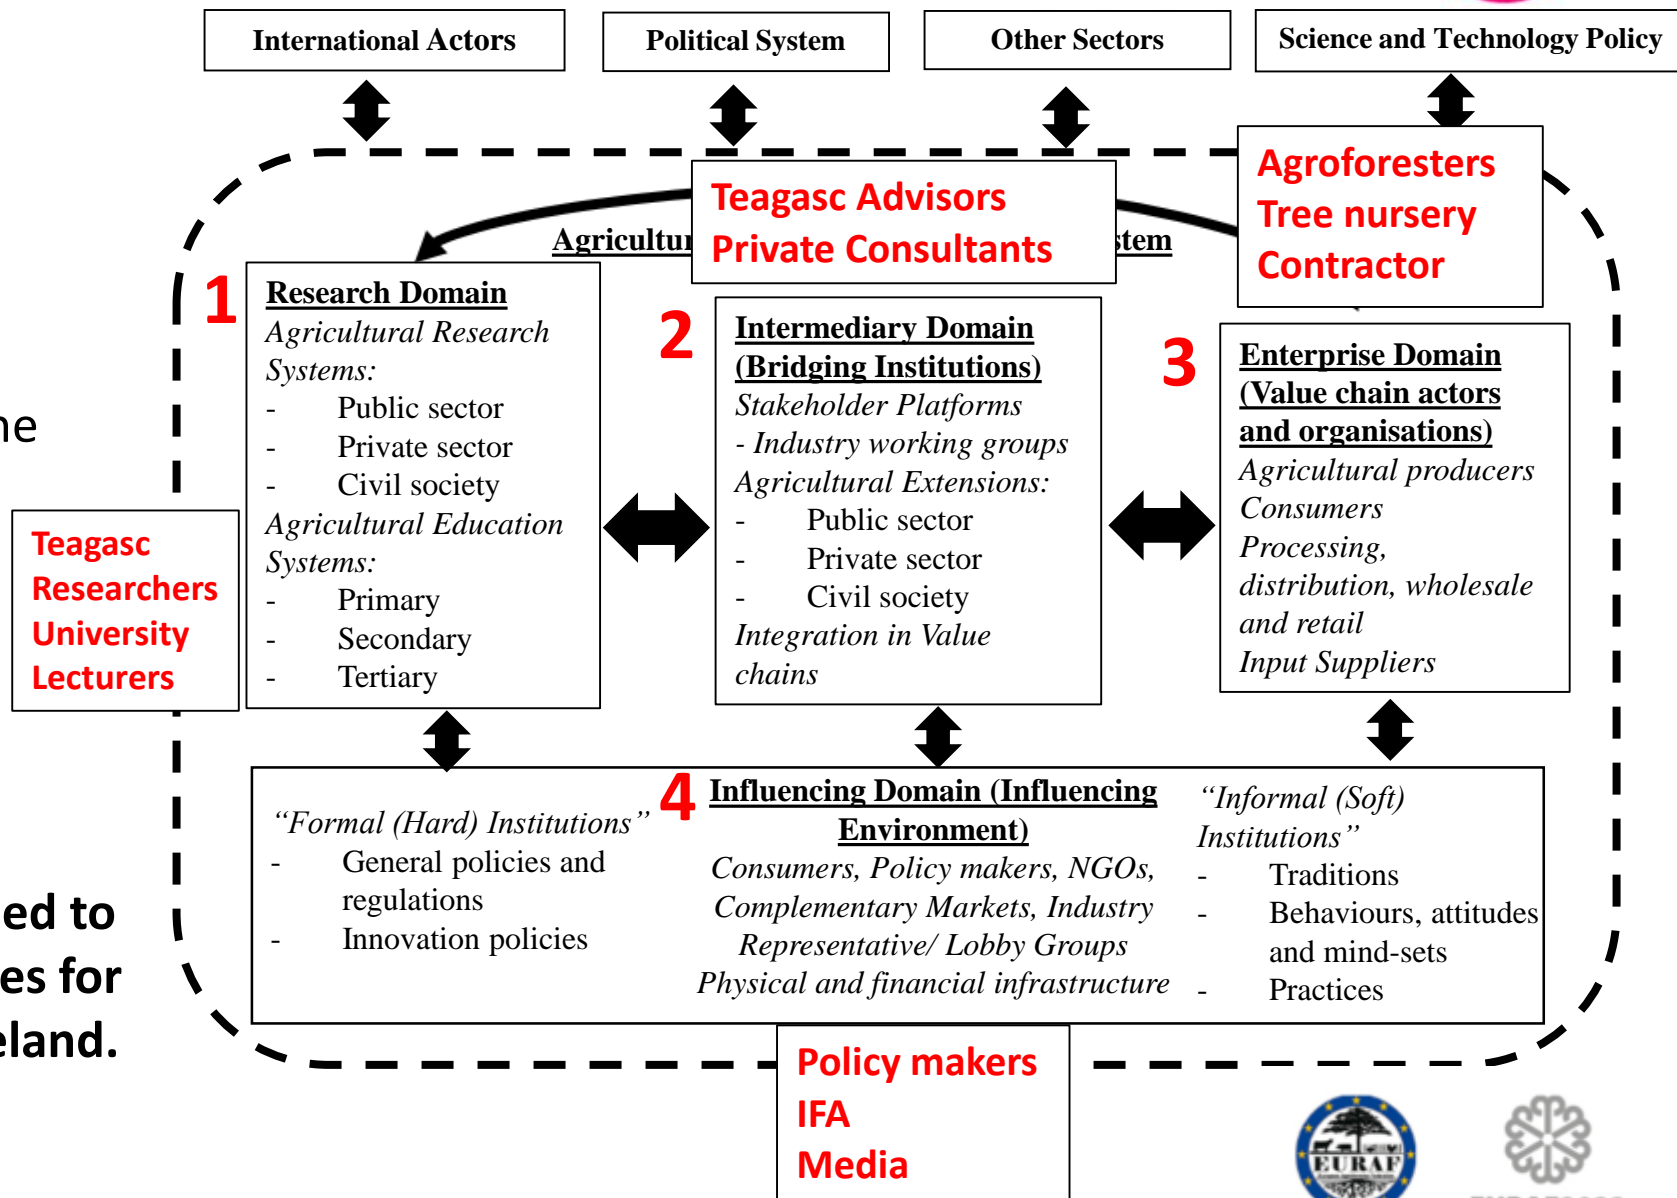 International Actors
Political System
Other Sectors
Science and Technology Policy
Teagasc Advisors
Private Consultants
Agroforesters
Tree nursery
Contractor
1
Research Domain
Agricultural Research
Systems:
- Public sector
- Private sector
- Civil society
Agricultural Education
Systems:
- Primary
- Secondary
- Tertiary
Teagasc
Researchers
University
Lecturers
2
Intermediary Domain
(Bridging Institutions)
Stakeholder Platforms
- Industry working groups
Agricultural Extensions:
- Public sector
- Private sector
- Civil society
Integration in Value
chains
3
Enterprise Domain
(Value chain actors
and organisations)
Agricultural producers
Consumers
Processing,
distribution, wholesale
and retail
Input Suppliers
“Formal (Hard) Institutions”
- General policies and
regulations
- Innovation policies
4
Influencing Domain (Influencing
Environment)
Consumers, Policy makers, NGOs,
Complementary Markets, Industry
Representative/ Lobby Groups
Physical and financial infrastructure
“Informal (Soft)
Institutions”
- Traditions
- Behaviours, attitudes
and mind-sets
- Practices
ed to
es for
eland.
Policy makers
IFA
Media
EURAF